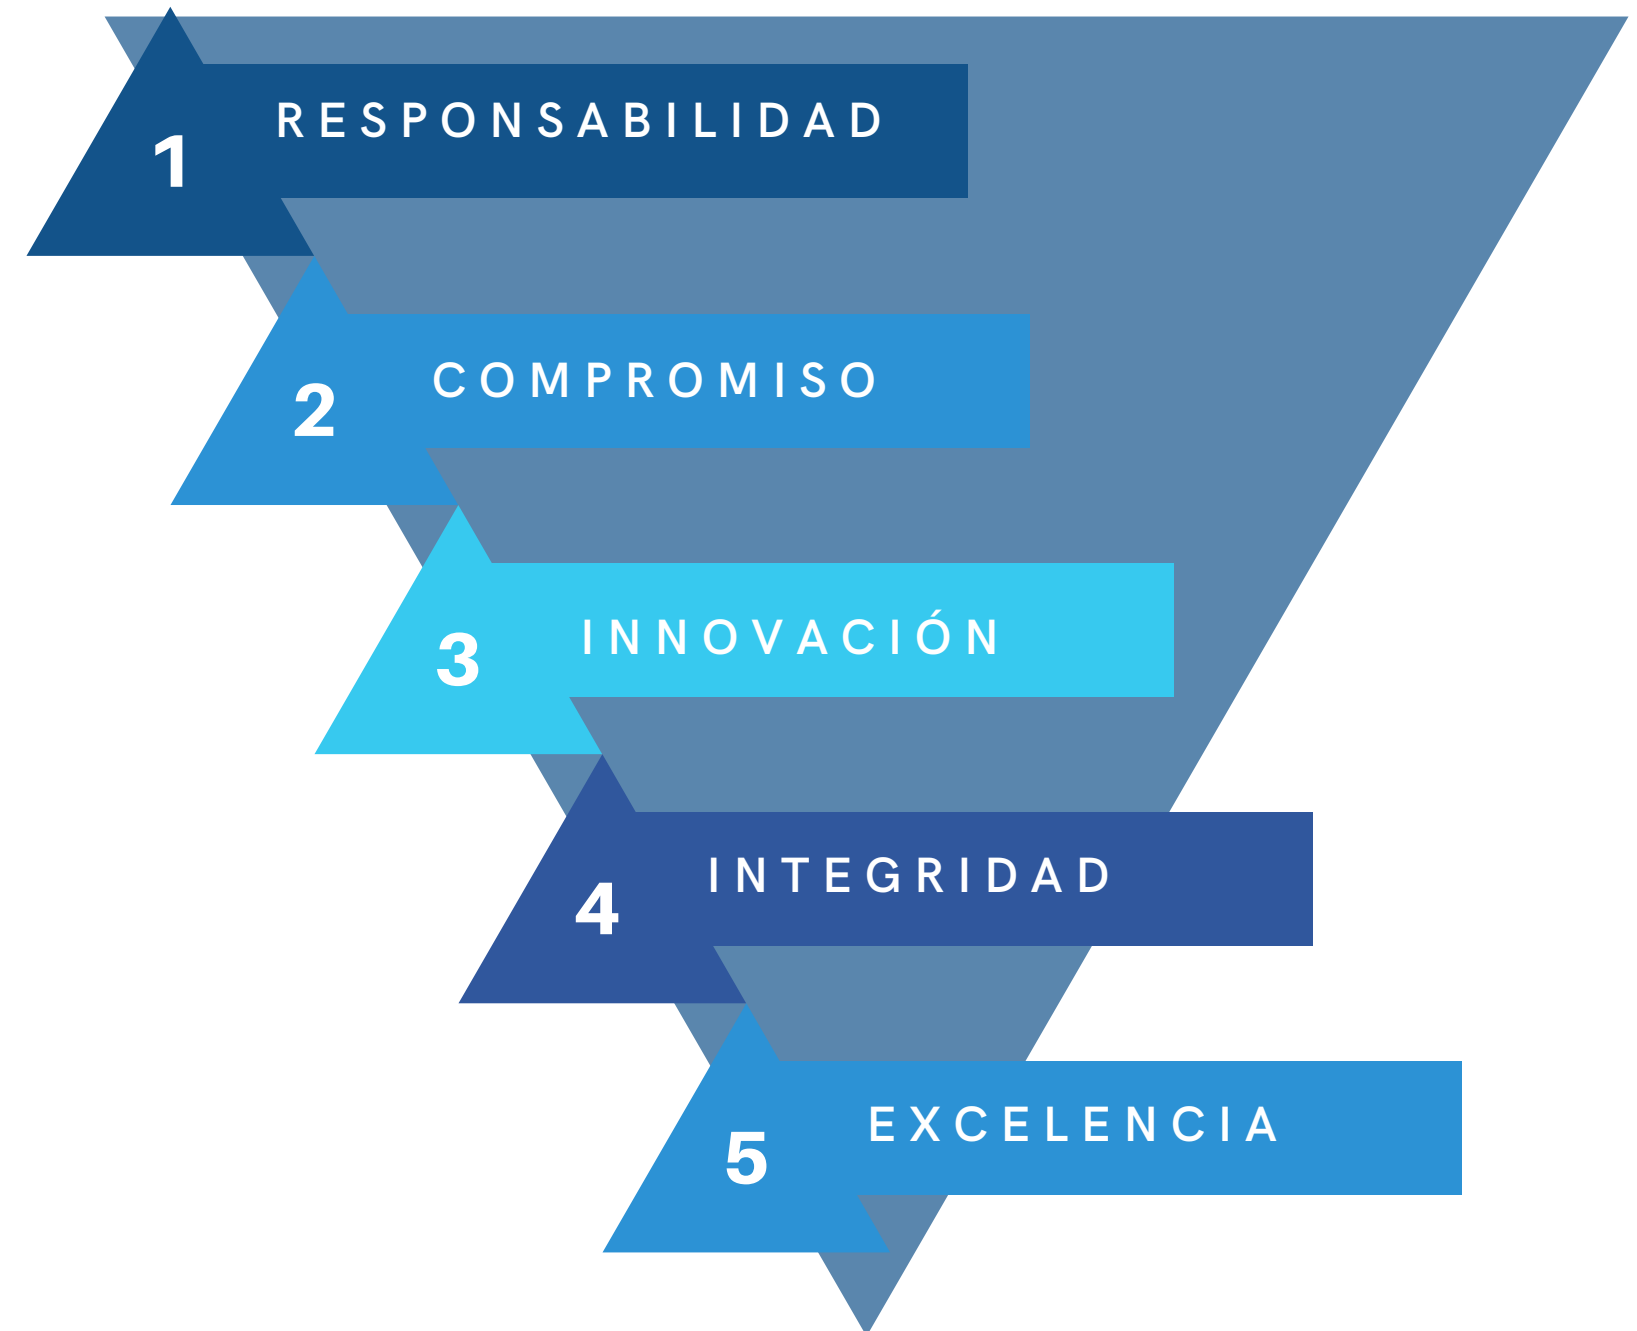 1 RESPONSABILIDAD
2 COMPROMISO
3 INNOVACIÓN
4 INTEGRIDAD
5 EXCELENCIA